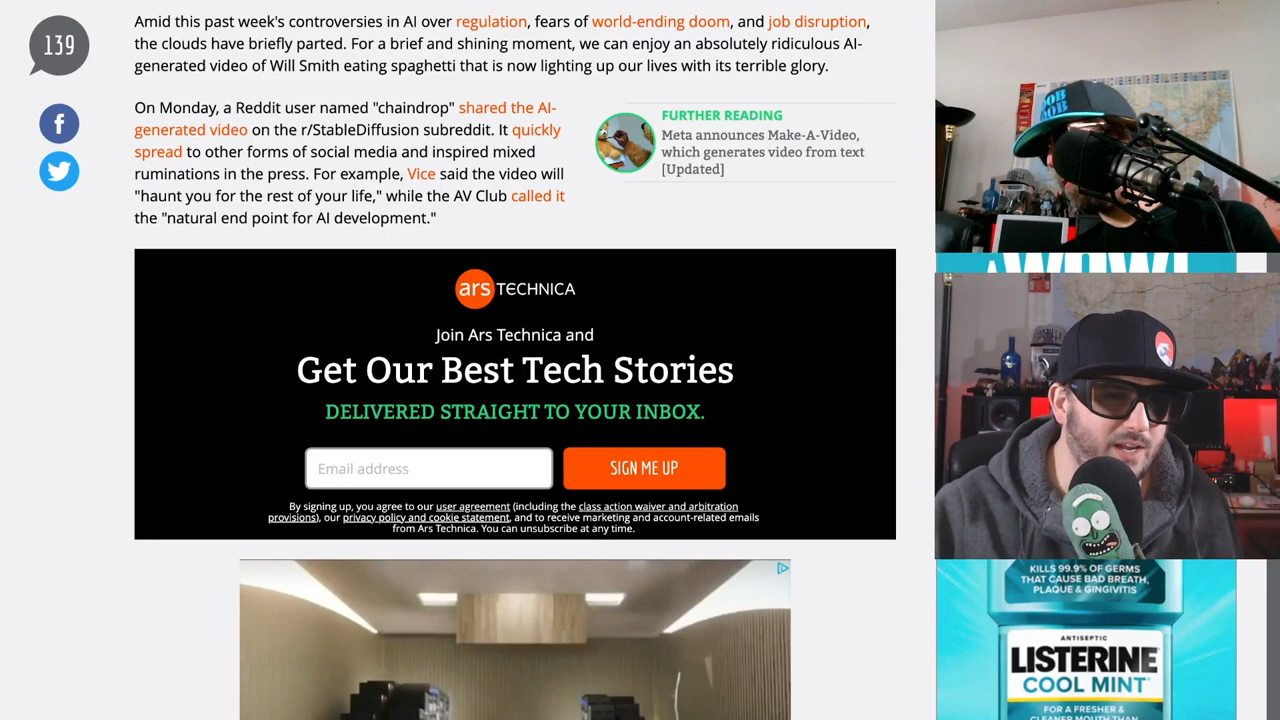 139
Amid this past week's controversies in AI over regulation, fears of world-ending doom, and job disruption,
the clouds have briefly parted. For a brief and shining moment, we can enjoy an absolutely ridiculous AI-
generated video of Will Smith eating spaghetti that is now lighting up our lives with its terrible glory.
On Monday, a Reddit user named "chaindrop" shared the AI-
generated video on the r/StableDiffusion subreddit. It quickly
spread to other forms of social media and inspired mixed
ruminations in the press. For example, Vice said the video will
"haunt you for the rest of your life," while the AV Club called it
the "natural end point for AI development."
FURTHER READING
Meta announces Make-A-Video,
which generates video from text
[Updated]
ars TECHNICA
Join Ars Technica and
Get Our Best Tech Stories
DELIVERED STRAIGHT TO YOUR INBOX.
Email address
SIGN ME UP
By signing up, you agree to our user agreement (including the class action waiver and arbitration
provisions), our privacy policy and cookie statement, and to receive marketing and account-related emails
from Ars Technica. You can unsubscribe at any time.
KILLS 99.9% OF GERMS
THAT CAUSE BAD BREATH,
PLAQUE & GINGIVITIS
ANTISEPTIC
LISTERINE
COOL MINT
FOR A FRESHER &
CLEANER MOUTH THAN